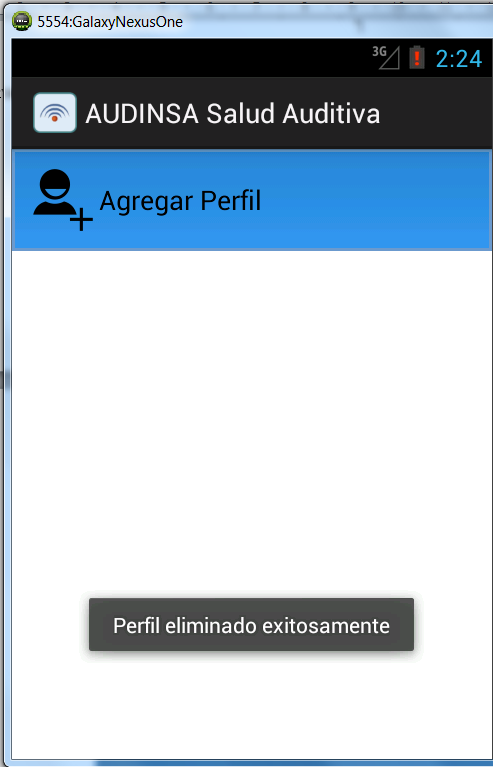 5554:GalaxyNexusOne
3G 2:24
AUDINSA Salud Auditiva
Agregar Perfil
Perfil eliminado exitosamente